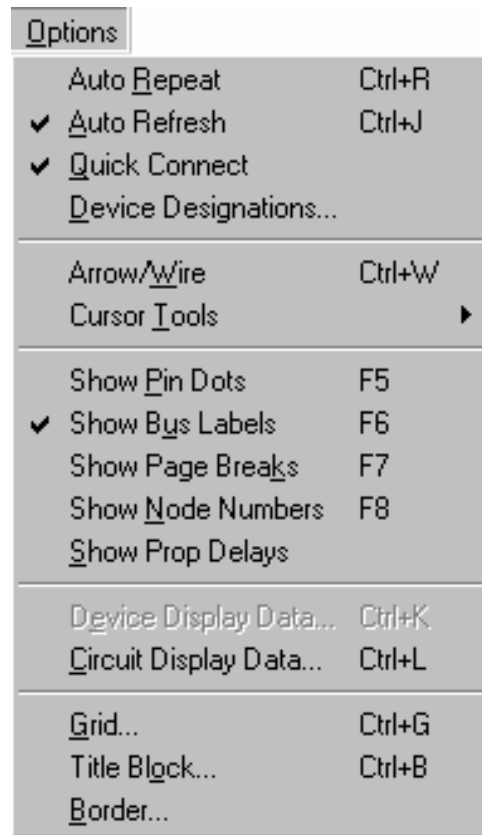 Options
Auto Repeat Ctrl+R
Auto Refresh Ctrl+J
Quick Connect
Device Designations...
Arrow/Wire Ctrl+W
Cursor Tools
Show Pin Dots F5
Show Bus Labels F6
Show Page Breaks F7
Show Node Numbers F8
Show Prop Delays
Device Display Data... Ctrl+K
Circuit Display Data... Ctrl+L
Grid... Ctrl+G
Title Block... Ctrl+B
Border...